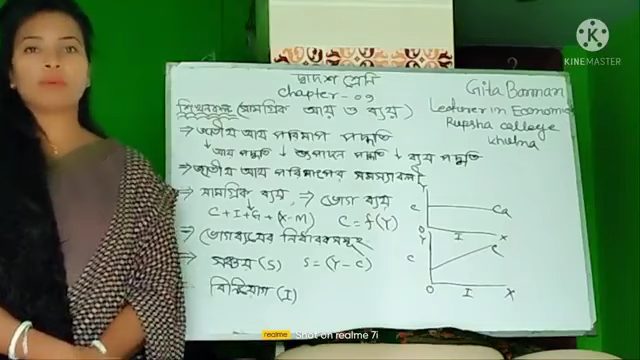 KINEMASTER
দ্বাদশ শ্রেনি
Chapter - 09
Gita Barman
Lecturer in Economics
Rupsha college
Khulna
শিখনফল (সামগ্রিক আয় ও ব্যয়)
⇒ জাতীয় আয় পরিমাপ পদ্ধতি
↓ আয় পদ্ধতি ↓ উৎপাদন পদ্ধতি ↓ ব্যয় পদ্ধতি
⇒ জাতীয় আয় পরিমাপের সমস্যাবলী
⇒ সামগ্রিক ব্যয়, ⇒ ভোগ ব্যয়
C + I + G + (X-M) C = f(Y)
⇒ ভোগব্যয়ের নির্ধারকসমূহ
⇒ সঞ্চয় (S) S = (Y - C)
বিনিয়োগ (I)
Y
C Ca
O I X
Y
C C
O I X
realme Shot on realme 7i